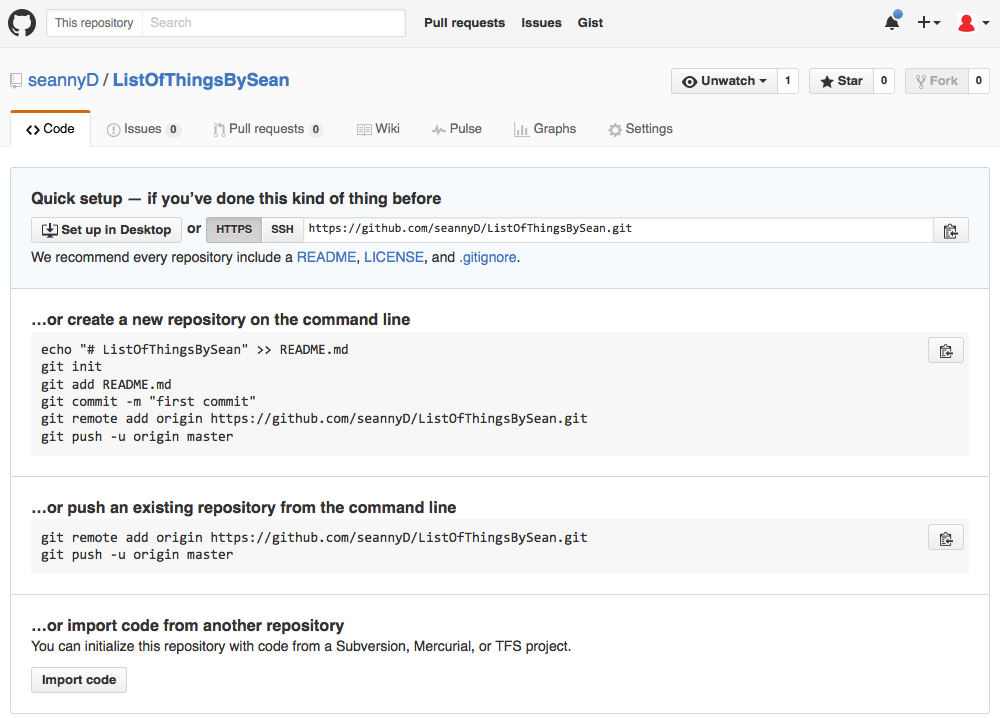 This repository Search Pull requests Issues Gist
seannyD / ListOfThingsBySean Unwatch 1 Star 0 Fork 0
Code Issues 0 Pull requests 0 Wiki Pulse Graphs Settings
Quick setup — if you’ve done this kind of thing before
Set up in Desktop or HTTPS SSH https://github.com/seannyD/ListOfThingsBySean.git
We recommend every repository include a README, LICENSE, and .gitignore.
…or create a new repository on the command line
echo "# ListOfThingsBySean" >> README.md
git init
git add README.md
git commit -m "first commit"
git remote add origin https://github.com/seannyD/ListOfThingsBySean.git
git push -u origin master
…or push an existing repository from the command line
git remote add origin https://github.com/seannyD/ListOfThingsBySean.git
git push -u origin master
…or import code from another repository
You can initialize this repository with code from a Subversion, Mercurial, or TFS project.
Import code